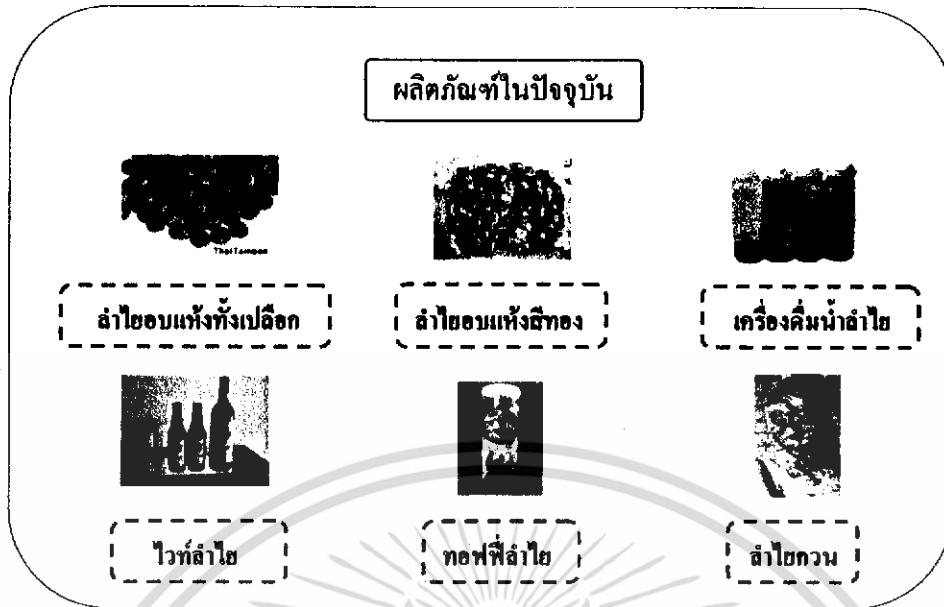 ผลิตภัณฑ์ในปัจจุบัน
ThaiTambon
ลำไยอบแห้งทั้งเปลือก
ลำไยอบแห้งสีทอง
เครื่องดื่มน้ำลำไย
ไวท์ลำไย
ทอฟฟี่ลำไย
ลำไยกวน